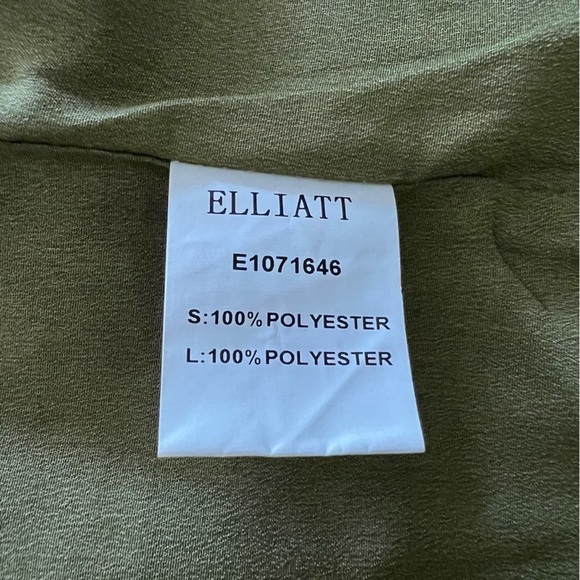 ELLIATT
E1071646
S:100% POLYESTER
L:100% POLYESTER